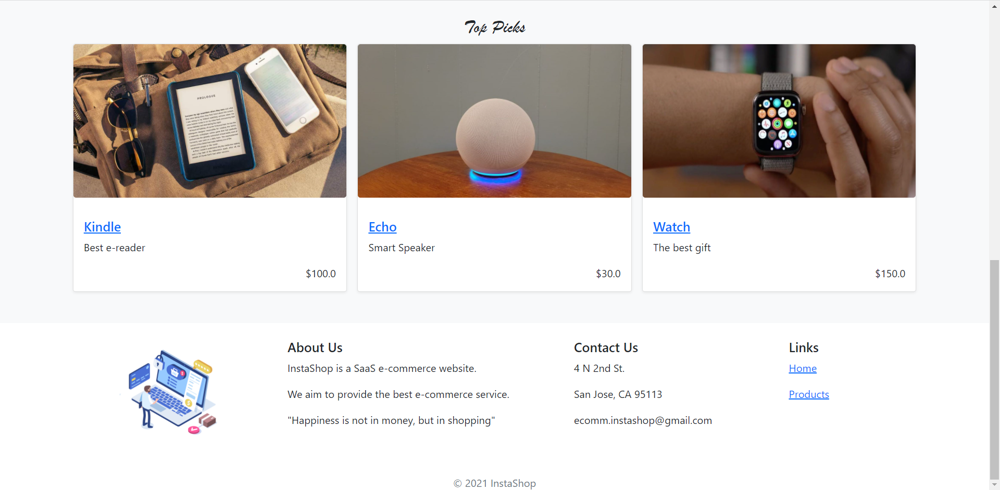 Top Picks
PROLOGUE
Kindle
Best e-reader
$100.0
Echo
Smart Speaker
$30.0
Watch
The best gift
$150.0
About Us
InstaShop is a SaaS e-commerce website.
We aim to provide the best e-commerce service.
"Happiness is not in money, but in shopping"
Contact Us
4 N 2nd St.
San Jose, CA 95113
ecomm.instashop@gmail.com
Links
Home
Products
© 2021 InstaShop